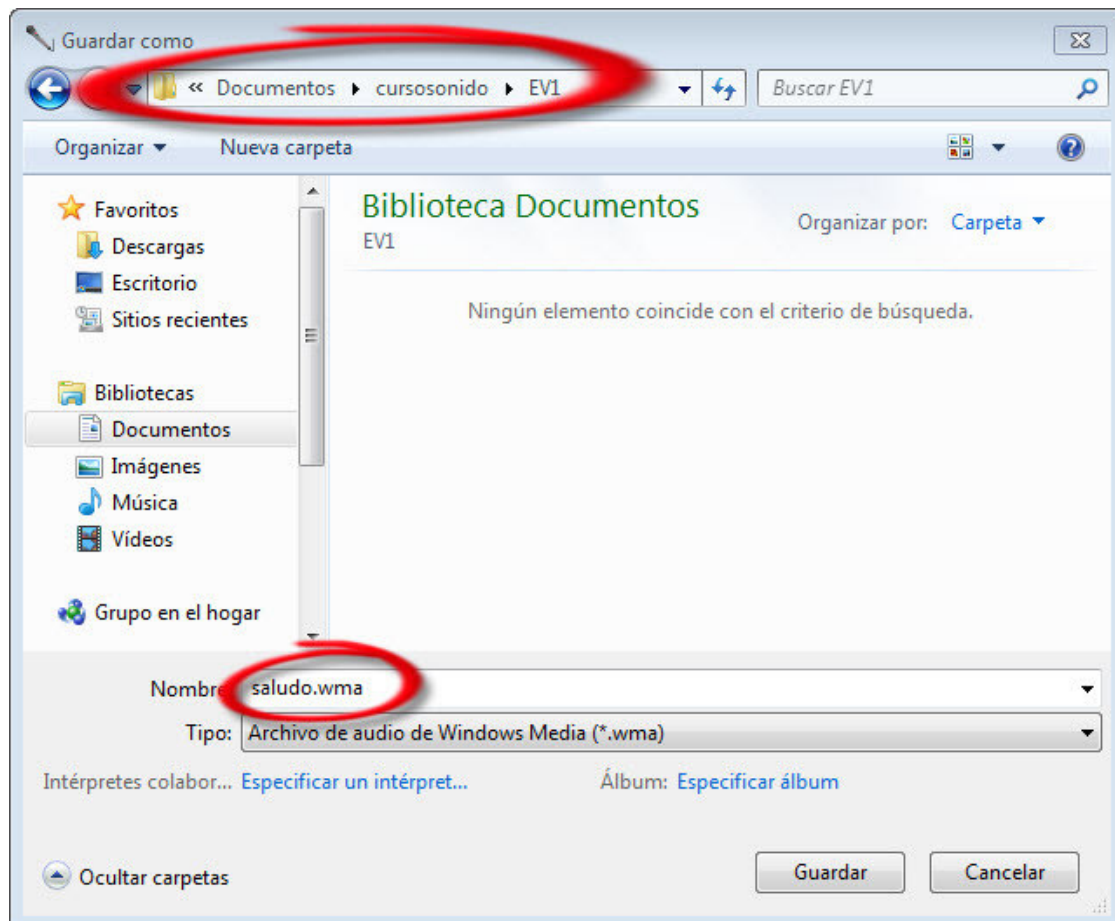 Guardar como
« Documentos ▸ cursosonido ▸ EV1
Buscar EV1
Organizar
Nueva carpeta
Favoritos
Descargas
Escritorio
Sitios recientes
Bibliotecas
Documentos
Imágenes
Música
Vídeos
Grupo en el hogar
Biblioteca Documentos
EV1
Organizar por: Carpeta
Ningún elemento coincide con el criterio de búsqueda.
Nombre saludo.wma
Tipo: Archivo de audio de Windows Media (*.wma)
Intérpretes colabor... Especificar un intérpret... Álbum: Especificar álbum
Ocultar carpetas
Guardar
Cancelar